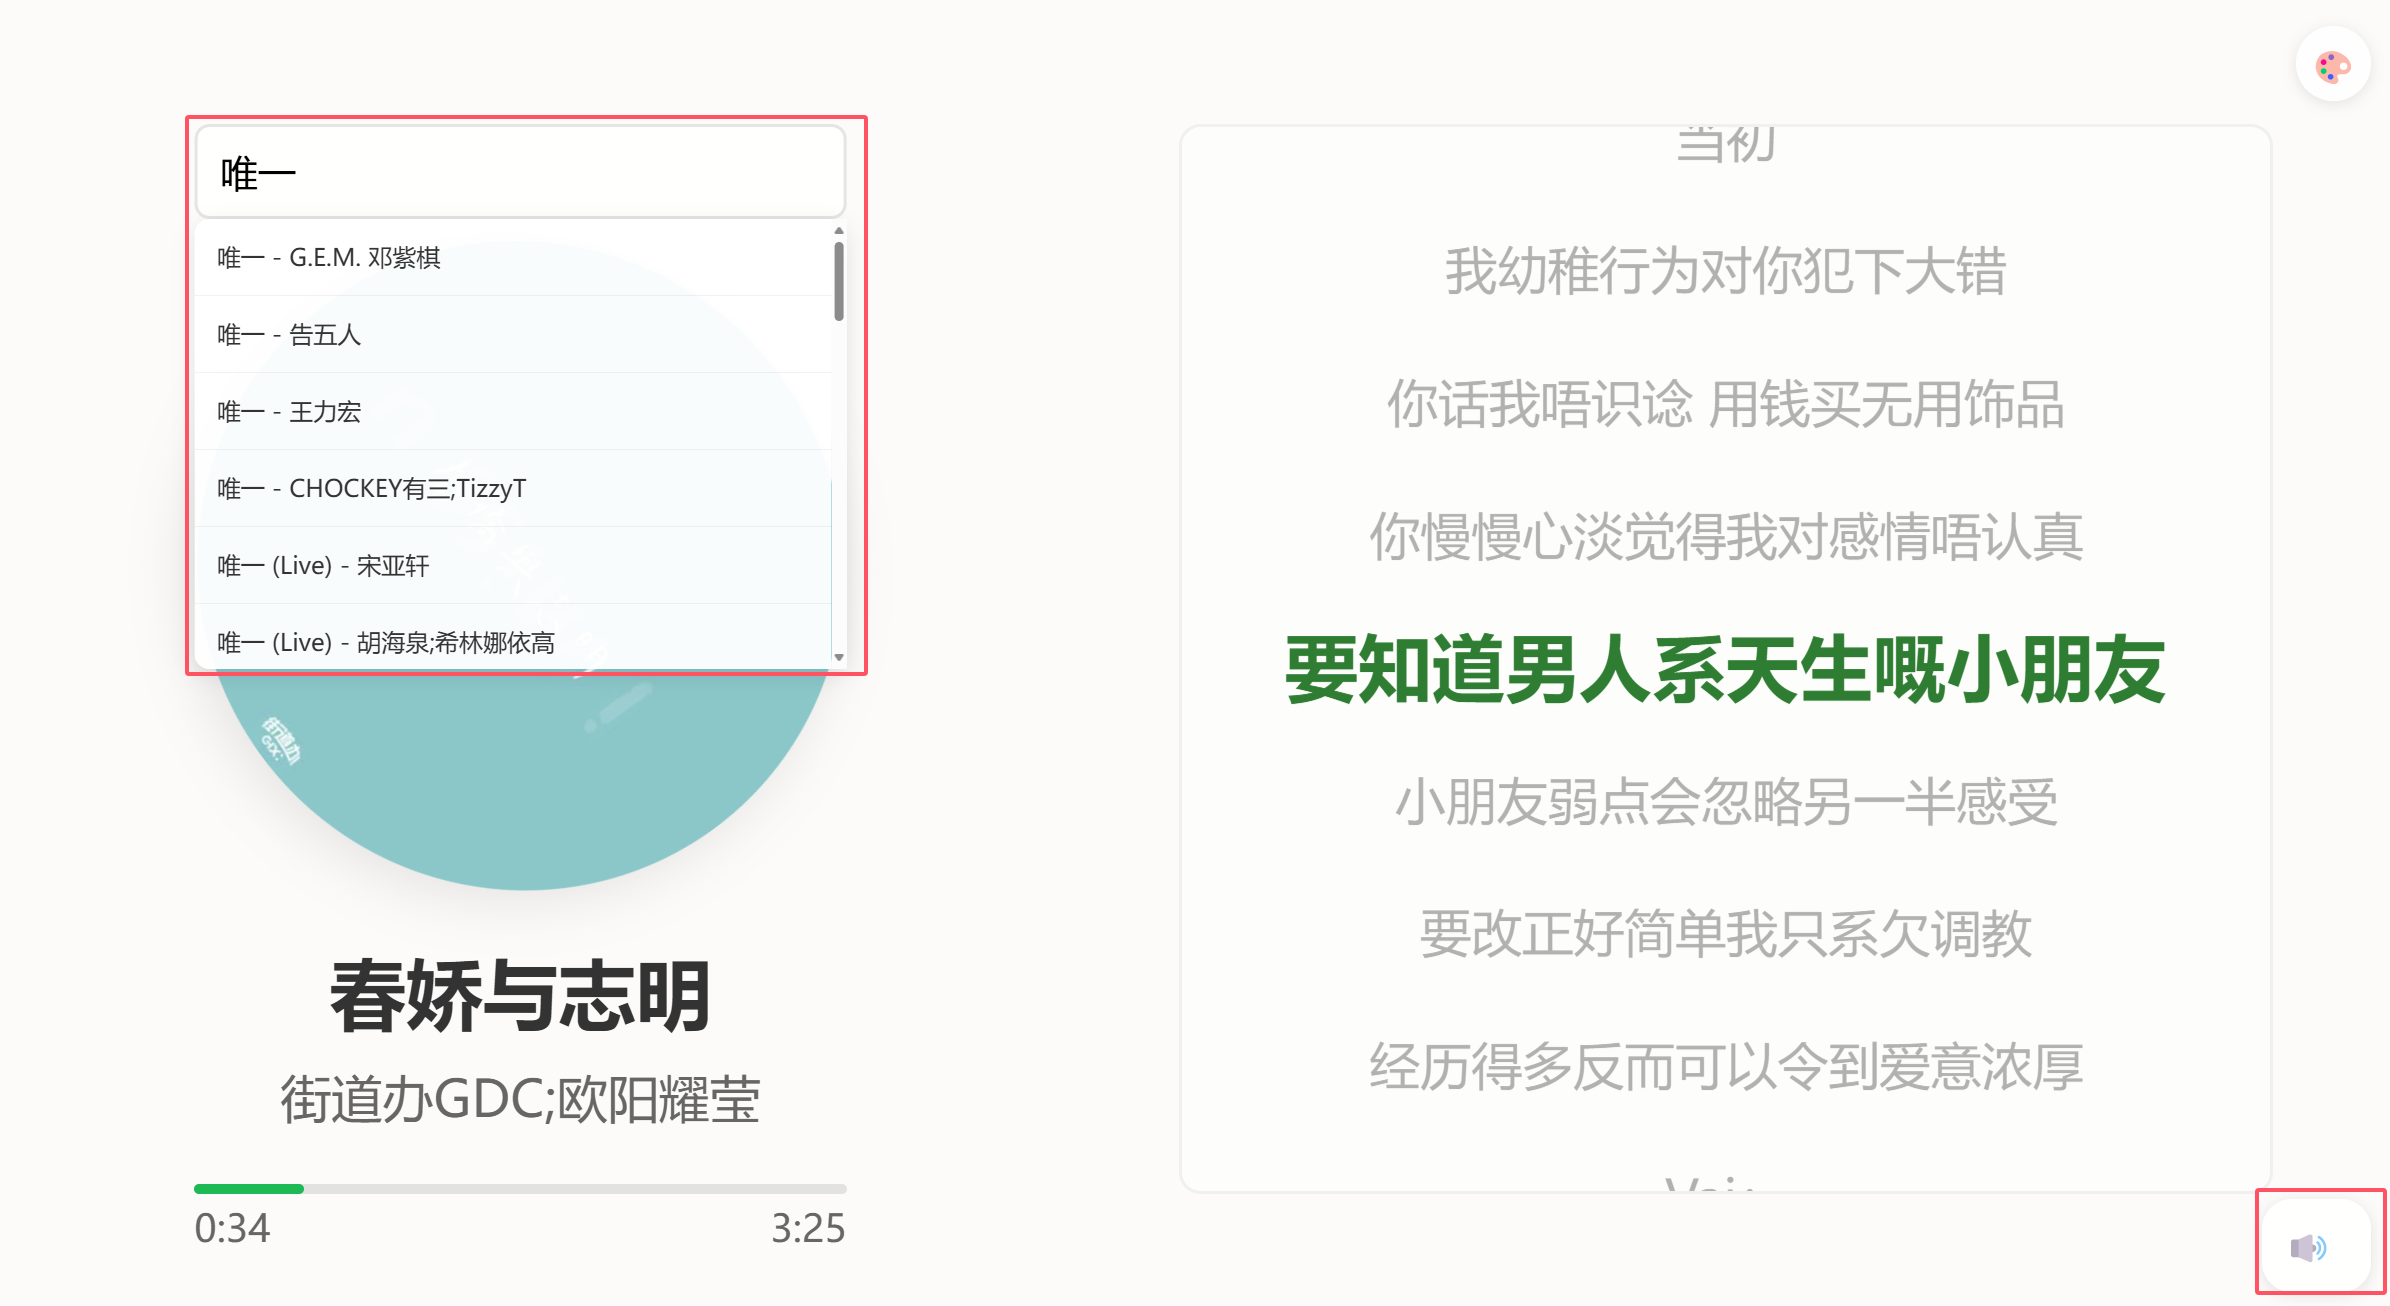 唯一
唯一 - G.E.M. 邓紫棋
唯一 - 告五人
唯一 - 王力宏
唯一 - CHOCKEY有三;TizzyT
唯一 (Live) - 宋亚轩
唯一 (Live) - 胡海泉;希林娜依高
春娇与志明
街道办GDC;欧阳耀莹
0:34
3:25
当初
我幼稚行为对你犯下大错
你话我唔识谂 用钱买无用饰品
你慢慢心淡觉得我对感情唔认真
要知道男人系天生嘅小朋友
小朋友弱点会忽略另一半感受
要改正好简单我只系欠调教
经历得多反而可以令到爱意浓厚